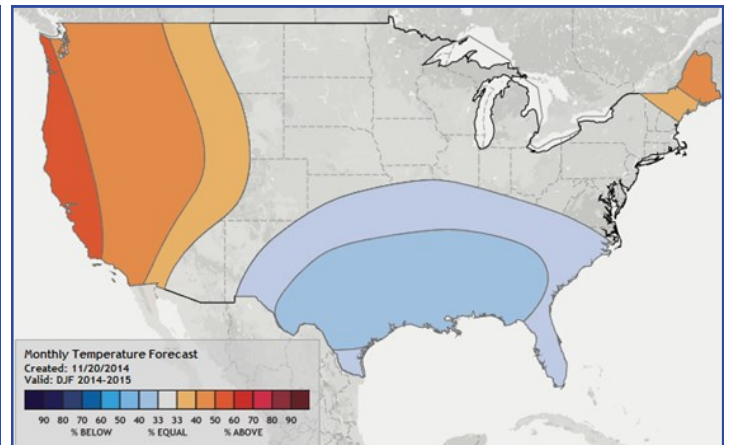 Monthly Temperature Forecast
Created: 11/20/2014
Valid: DJF 2014-2015
90 80 70 60 50 40 33 33 40 50 60 70 80 90
% BELOW % EQUAL % ABOVE